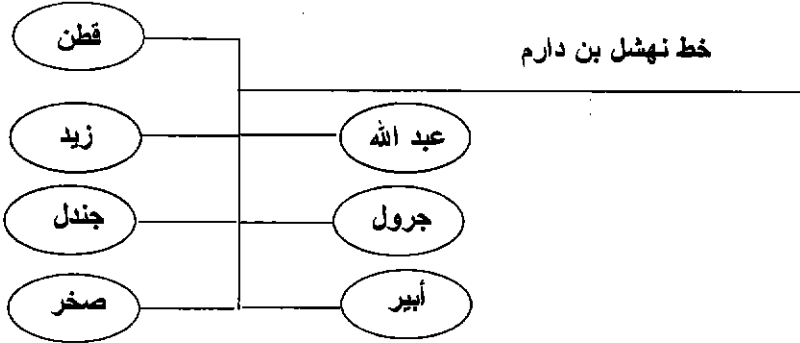 خط نهشل بن دارم
قطن
عبد الله
زيد
جرول
جندل
أبير
صخر